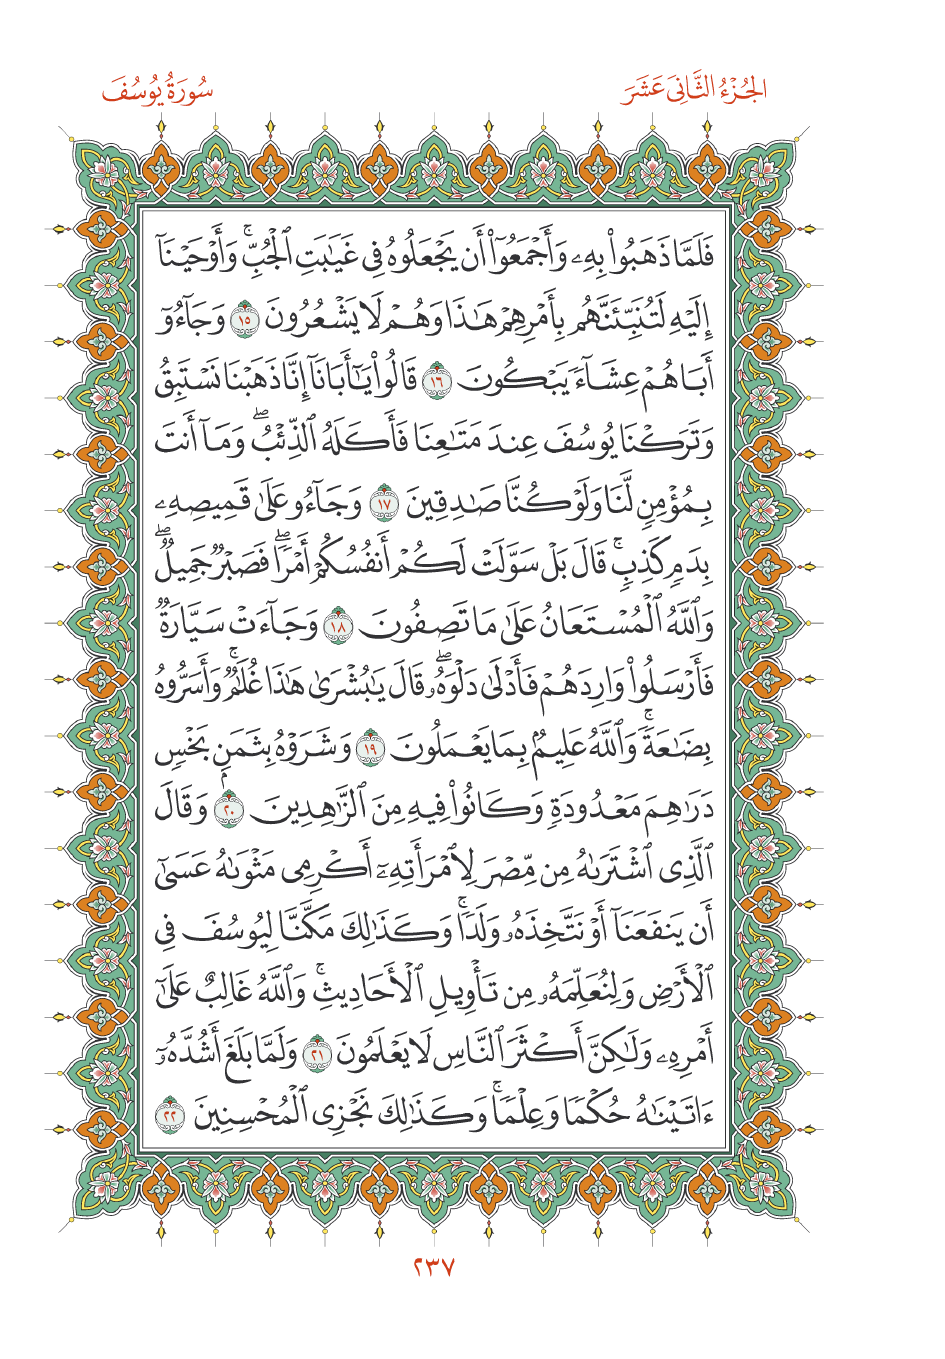 الجُزْءُ الثَّانِىَ عَشَرَ
سُورَةُ يُوسُفَ
فَلَمَّا ذَهَبُوا۟ بِهِۦ وَأَجْمَعُوٓا۟ أَن يَجْعَلُوهُ فِى غَيَـٰبَتِ ٱلْجُبِّ ۚ وَأَوْحَيْنَآ
إِلَيْهِ لَتُنَبِّئَنَّهُم بِأَمْرِهِمْ هَـٰذَا وَهُمْ لَا يَشْعُرُونَ ١٥ وَجَآءُوٓ
أَبَاهُمْ عِشَآءً يَبْكُونَ ١٦ قَالُوا۟ يَـٰٓأَبَانَآ إِنَّا ذَهَبْنَا نَسْتَبِقُ
وَتَرَكْنَا يُوسُفَ عِندَ مَتَـٰعِنَا فَأَكَلَهُ ٱلذِّئْبُ ۖ وَمَآ أَنتَ
بِمُؤْمِنٍ لَّنَا وَلَوْ كُنَّا صَـٰدِقِينَ ١٧ وَجَآءُو عَلَىٰ قَمِيصِهِۦ
بِدَمٍ كَذِبٍ ۚ قَالَ بَلْ سَوَّلَتْ لَكُمْ أَنفُسُكُمْ أَمْرًا ۖ فَصَبْرٌ جَمِيلٌ ۖ
وَٱللَّهُ ٱلْمُسْتَعَانُ عَلَىٰ مَا تَصِفُونَ ١٨ وَجَآءَتْ سَيَّارَةٌ
فَأَرْسَلُوا۟ وَارِدَهُمْ فَأَدْلَىٰ دَلْوَهُۥ ۖ قَالَ يَـٰبُشْرَىٰ هَـٰذَا غُلَـٰمٌ ۚ وَأَسَرُّوهُ
بِضَـٰعَةً ۚ وَٱللَّهُ عَلِيمٌۢ بِمَا يَعْمَلُونَ ١٩ وَشَرَوْهُ بِثَمَنٍۭ بَخْسٍ
دَرَٰهِمَ مَعْدُودَةٍ وَكَانُوا۟ فِيهِ مِنَ ٱلزَّٰهِدِينَ ٢٠ وَقَالَ
ٱلَّذِى ٱشْتَرَىٰهُ مِن مِّصْرَ لِٱمْرَأَتِهِۦٓ أَكْرِمِى مَثْوَىٰهُ عَسَىٰٓ
أَن يَنفَعَنَآ أَوْ نَتَّخِذَهُۥ وَلَدًا ۚ وَكَذَٰلِكَ مَكَّنَّا لِيُوسُفَ فِى
ٱلْأَرْضِ وَلِنُعَلِّمَهُۥ مِن تَأْوِيلِ ٱلْأَحَادِيثِ ۚ وَٱللَّهُ غَالِبٌ عَلَىٰٓ
أَمْرِهِۦ وَلَـٰكِنَّ أَكْثَرَ ٱلنَّاسِ لَا يَعْلَمُونَ ٢١ وَلَمَّا بَلَغَ أَشُدَّهُۥٓ
ءَاتَيْنَـٰهُ حُكْمًا وَعِلْمًا ۚ وَكَذَٰلِكَ نَجْزِى ٱلْمُحْسِنِينَ ٢٢
٢٣٧